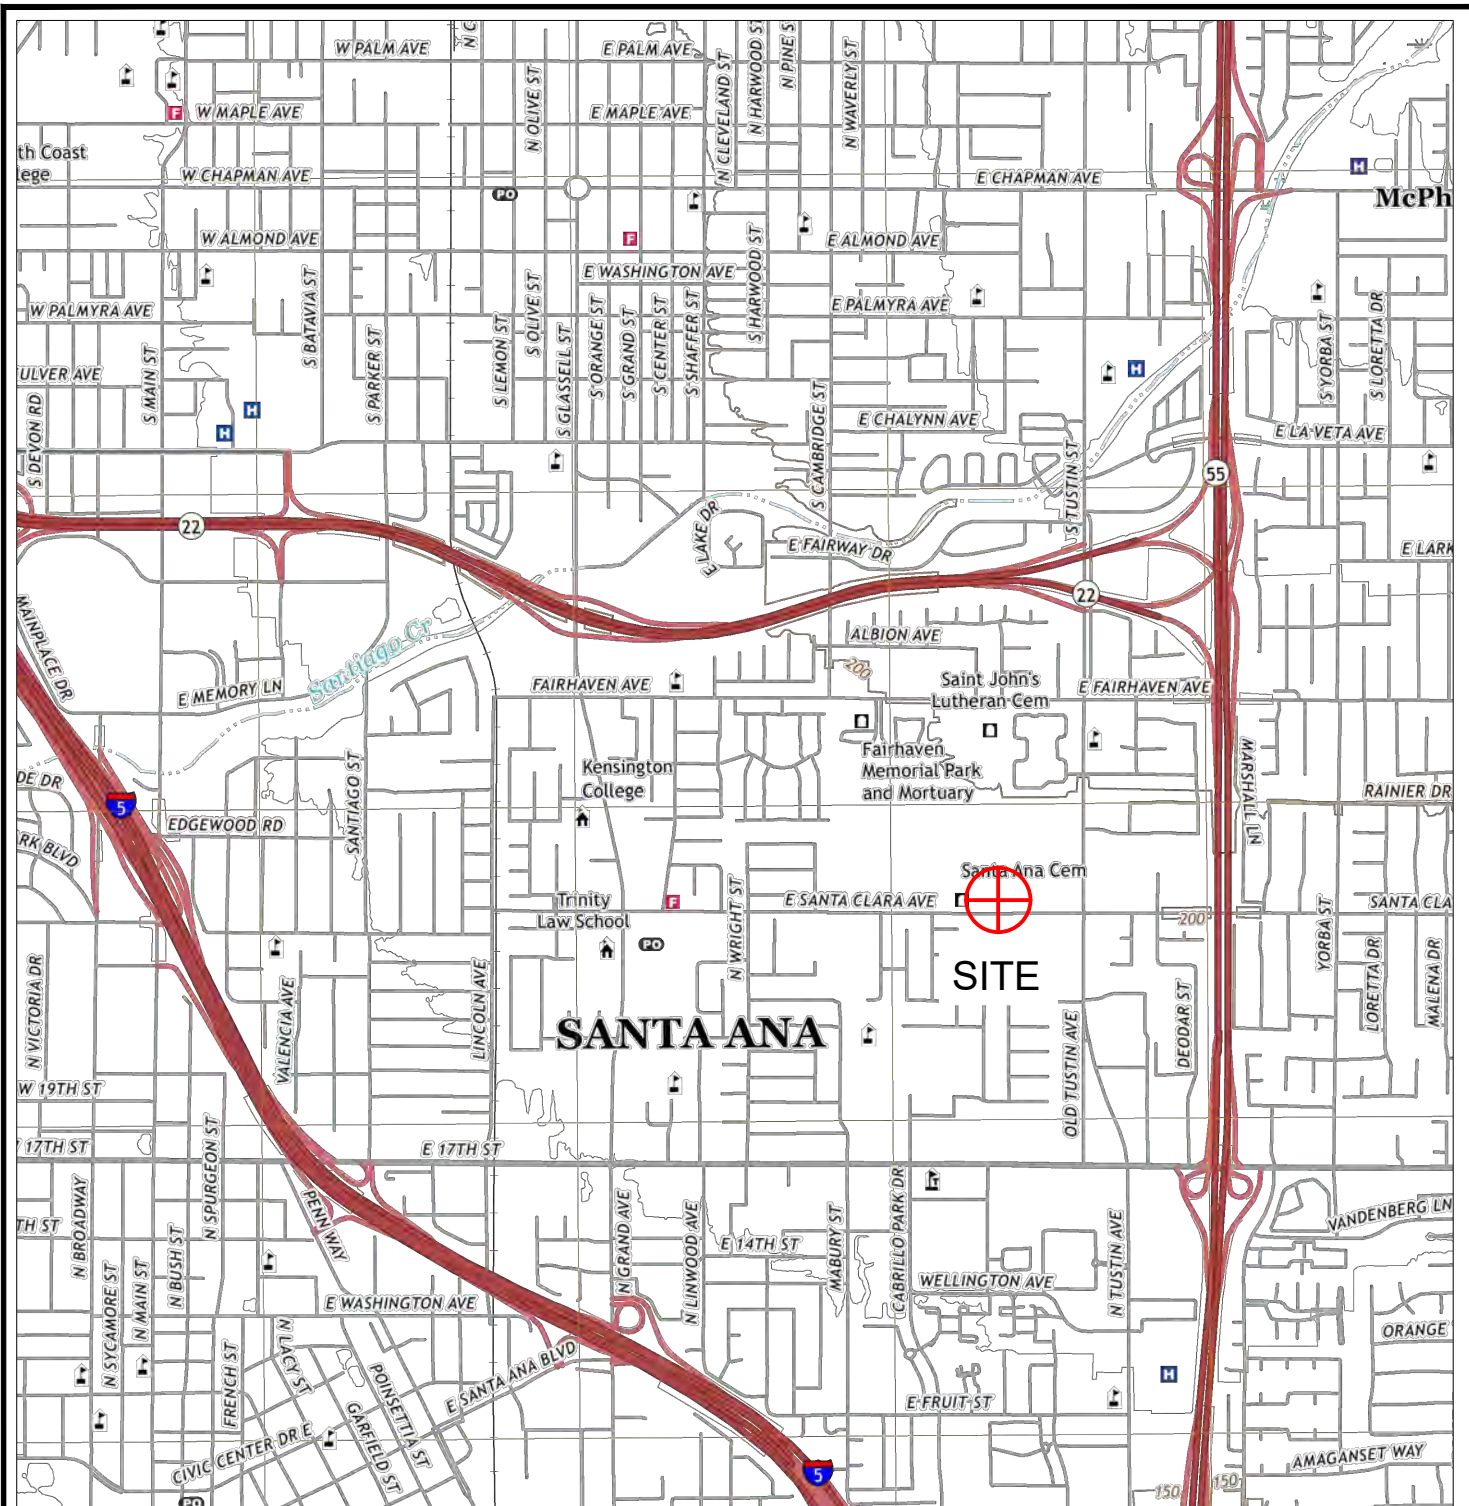 W PALM AVE
E PALM AVE
N OLIVE ST
N CLEVELAND ST
N HARWOOD ST
N PINE S
N WAVERLY ST
F
W MAPLE AVE
E MAPLE AVE
th Coast
lege
W CHAPMAN AVE
PO
E CHAPMAN AVE
H
McPh
W ALMOND AVE
F
E ALMOND AVE
E WASHINGTON AVE
S HARWOOD ST
W PALMYRA AVE
E PALMYRA AVE
S BATAVIA ST
S PARKER ST
S LEMON ST
S OLIVE ST
S GLASSELL ST
S ORANGE ST
S GRAND ST
S CENTER ST
S SHAFFER ST
S YORBA ST
S LORETTA DR
ULVER AVE
S MAIN ST
S DEVON RD
H
H
H
S CAMBRIDGE ST
E CHALYNN AVE
E LA VETA AVE
S TUSTIN ST
55
22
E LAKE DR
E FAIRWAY DR
E LARK
22
MAINPLACE DR
Santiago Cr
ALBION AVE
200
E MEMORY LN
FAIRHAVEN AVE
Saint John's
Lutheran Cem
E FAIRHAVEN AVE
Fairhaven
Memorial Park
and Mortuary
Kensington
College
SANTIAGO ST
MARSHALL LN
DE DR
5
RAINIER DR
EDGEWOOD RD
RK BLVD
Santa Ana Cem
Trinity
Law School
F
N WRIGHT ST
E SANTA CLARA AVE
SANTA CLA
200
PO
SITE
YORBA ST
LORETTA DR
MALENA DR
N VICTORIA DR
VALENCIA AVE
LINCOLN AVE
SANTA ANA
OLD TUSTIN AVE
DEODAR ST
W 19TH ST
17TH ST
E 17TH ST
N SPURGEON ST
N BROADWAY
TH ST
PENN WAY
N GRAND AVE
N LINWOOD AVE
E 14TH ST
MABURY ST
CABRILLO PARK DR
WELLINGTON AVE
N TUSTIN AVE
VANDENBERG LN
N BUSH ST
N MAIN ST
N SYCAMORE ST
E WASHINGTON AVE
ORANGE
N LACY ST
FRENCH ST
POINSETTIA ST
GARFIELD ST
E SANTA ANA BLVD
H
E FRUIT ST
CIVIC CENTER DR E
5
AMAGANSET WAY
150
150
PO